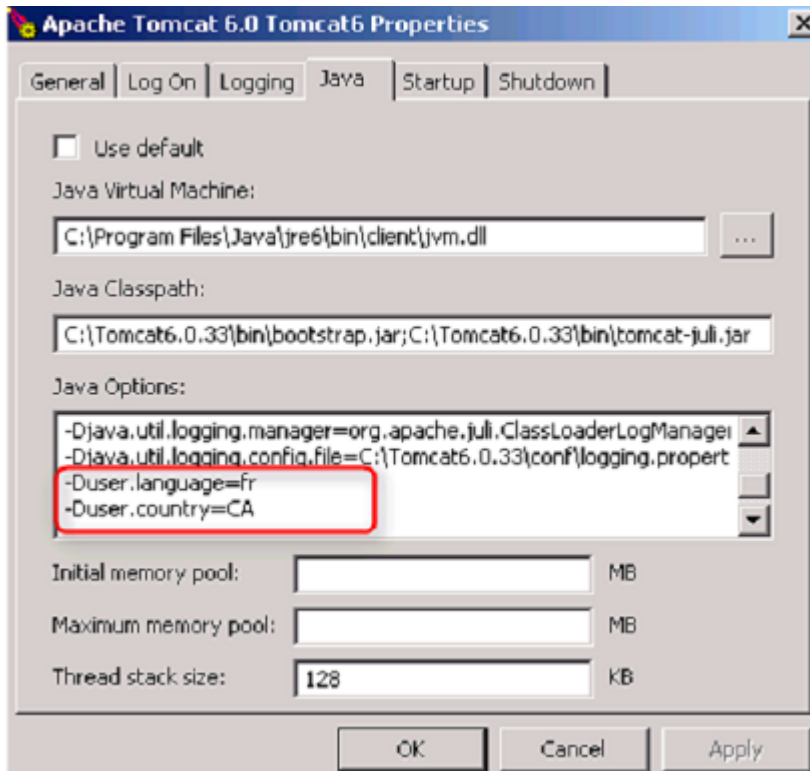 Apache Tomcat 6.0 Tomcat6 Properties
General Log On Logging Java Startup Shutdown
Use default
Java Virtual Machine:
C:\Program Files\Java\jre6\bin\client\jvm.dll ...
Java Classpath:
C:\Tomcat6.0.33\bin\bootstrap.jar;C:\Tomcat6.0.33\bin\tomcat-juli.jar
Java Options:
-Djava.util.logging.manager=org.apache.juli.ClassLoaderLogManager
-Djava.util.logging.config.file=C:\Tomcat6.0.33\conf\logging.propert
-Duser.language=fr
-Duser.country=CA
Initial memory pool: MB
Maximum memory pool: MB
Thread stack size: 128 KB
OK Cancel Apply